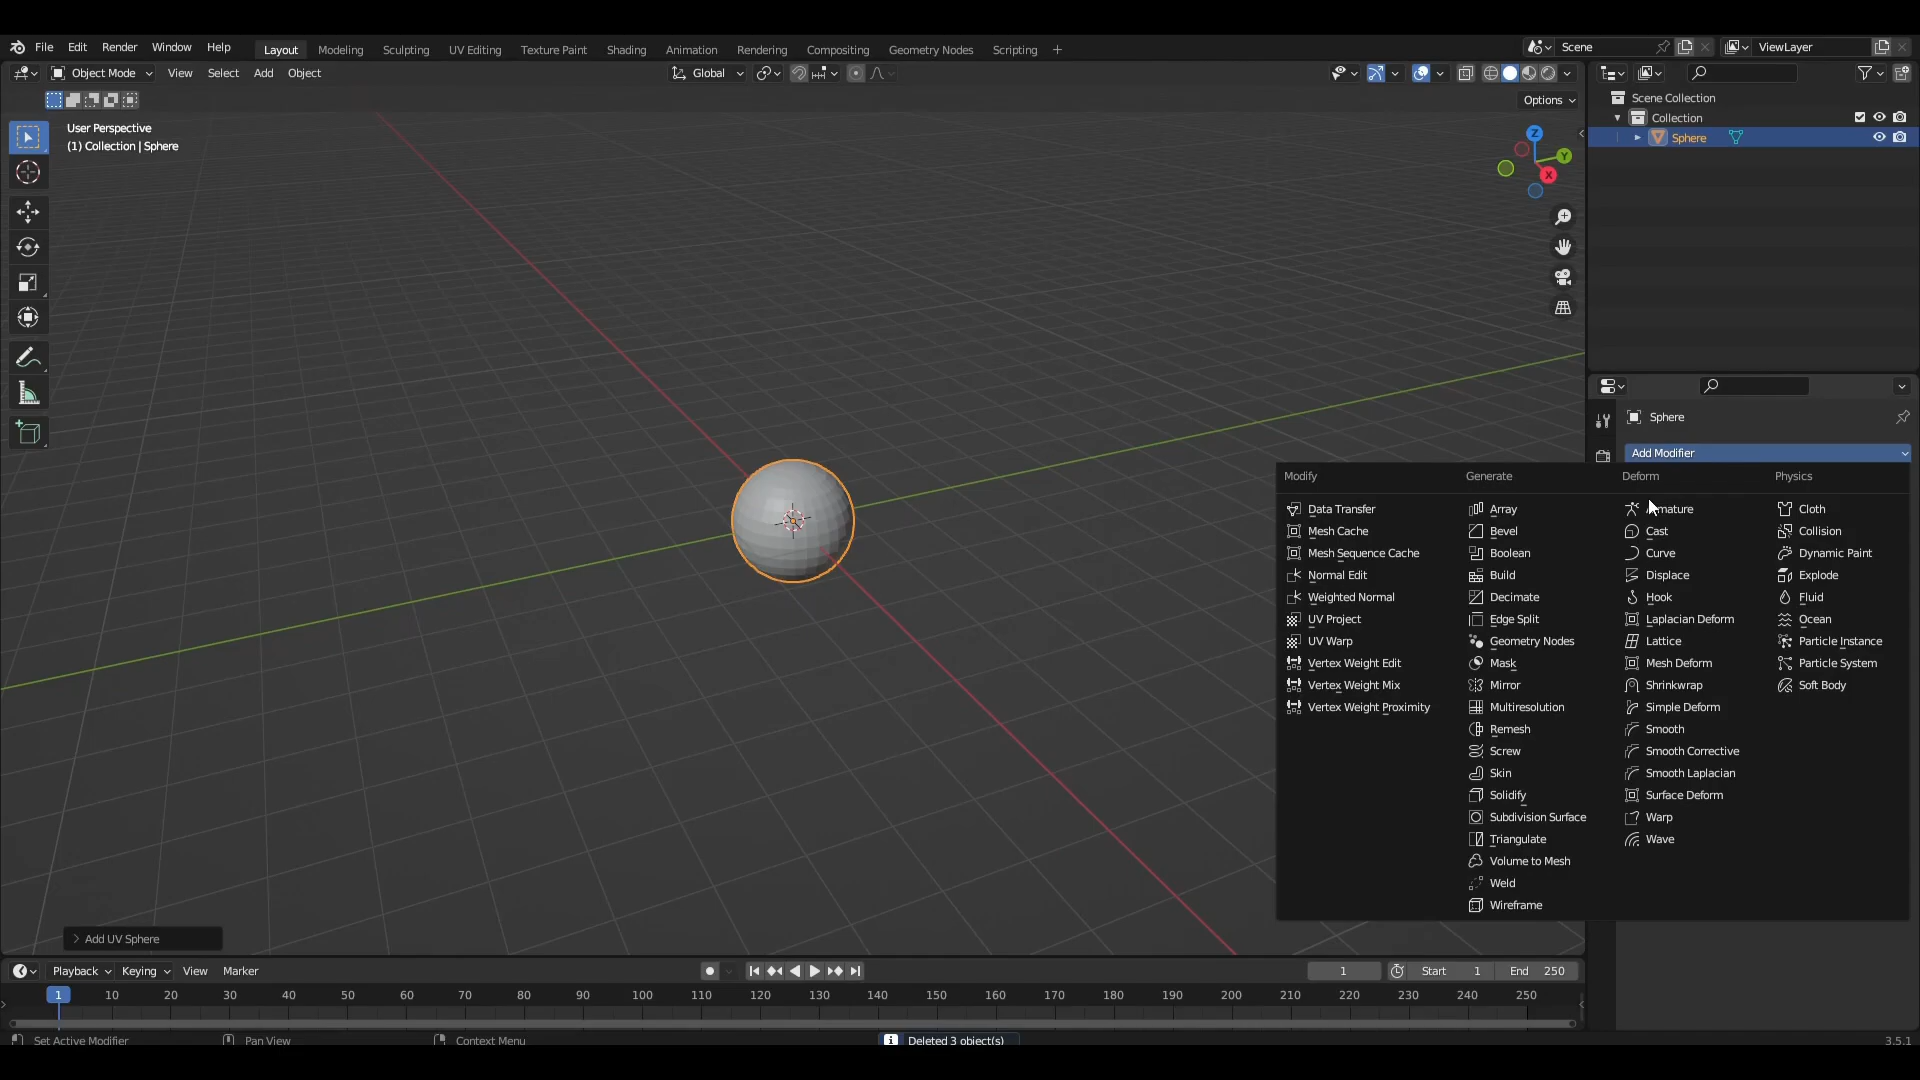 File Edit Render Window Help
Layout Modeling Sculpting UV Editing Texture Paint Shading Animation Rendering Compositing Geometry Nodes Scripting +
Scene
ViewLayer
Object Mode View Select Add Object
Global
Options
User Perspective
(1) Collection | Sphere
Z
Y
X
Scene Collection
Collection
Sphere
Sphere
Add Modifier
Modify
Data Transfer
Mesh Cache
Mesh Sequence Cache
Normal Edit
Weighted Normal
UV Project
UV Warp
Vertex Weight Edit
Vertex Weight Mix
Vertex Weight Proximity
Generate
Array
Bevel
Boolean
Build
Decimate
Edge Split
Geometry Nodes
Mask
Mirror
Multiresolution
Remesh
Screw
Skin
Solidify
Subdivision Surface
Triangulate
Volume to Mesh
Weld
Wireframe
Deform
Armature
Cast
Curve
Displace
Hook
Laplacian Deform
Lattice
Mesh Deform
Shrinkwrap
Simple Deform
Smooth
Smooth Corrective
Smooth Laplacian
Surface Deform
Warp
Wave
Physics
Cloth
Collision
Dynamic Paint
Explode
Fluid
Ocean
Particle Instance
Particle System
Soft Body
Add UV Sphere
Playback Keying View Marker
1 Start 1 End 250
1 10 20 30 40 50 60 70 80 90 100 110 120 130 140 150 160 170 180 190 200 210 220 230 240 250
Set Active Modifier Pan View Context Menu Deleted 3 object(s) 3.5.1